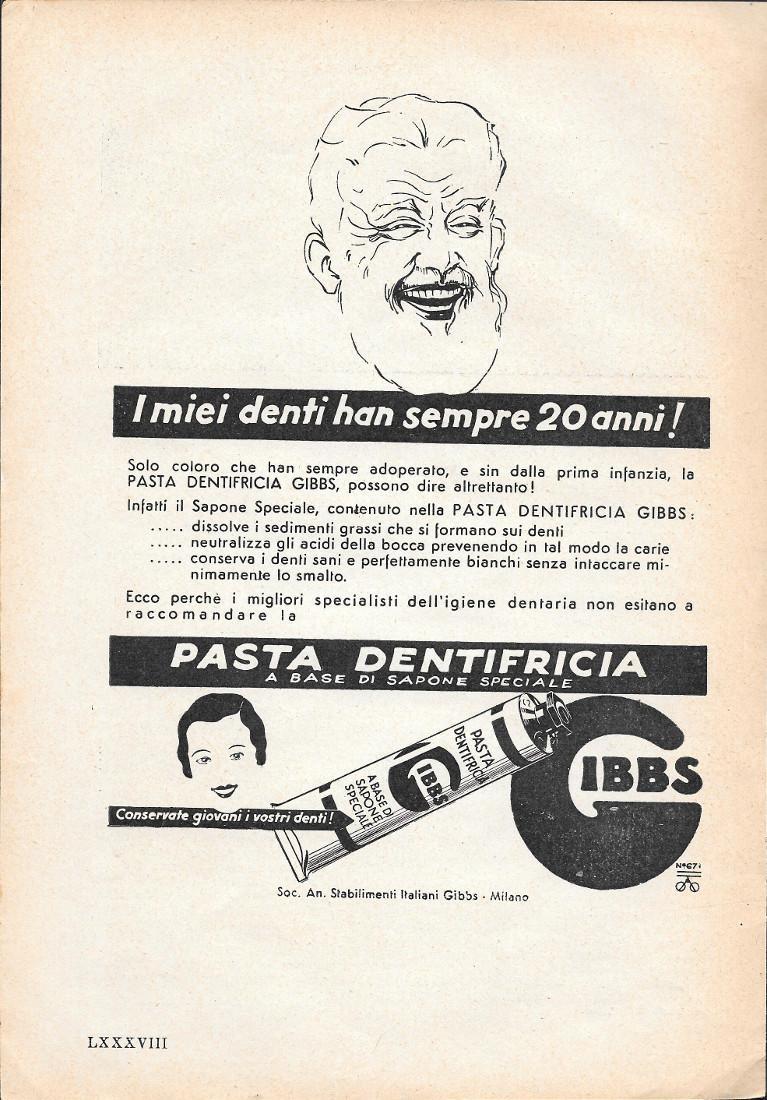 I miei denti han sempre 20 anni!
Solo coloro che han sempre adoperato, e sin dalla prima infanzia, la
PASTA DENTIFRICIA GIBBS, possono dire altrettanto!
Infatti il Sapone Speciale, contenuto nella PASTA DENTIFRICIA GIBBS:
..... dissolve i sedimenti grassi che si formano sui denti
..... neutralizza gli acidi della bocca prevenendo in tal modo la carie
..... conserva i denti sani e perfettamente bianchi senza intaccare mi-
nimamente lo smalto.
Ecco perchè i migliori specialisti dell'igiene dentaria non esitano a
raccomandare la
PASTA DENTIFRICIA
A BASE DI SAPONE SPECIALE
PASTA
DENTIFRICIA
GIBBS
A BASE DI
SAPONE
SPECIALE
GIBBS
Conservate giovani i vostri denti!
Nº671
Soc. An. Stabilimenti Italiani Gibbs - Milano
LXXXVIII